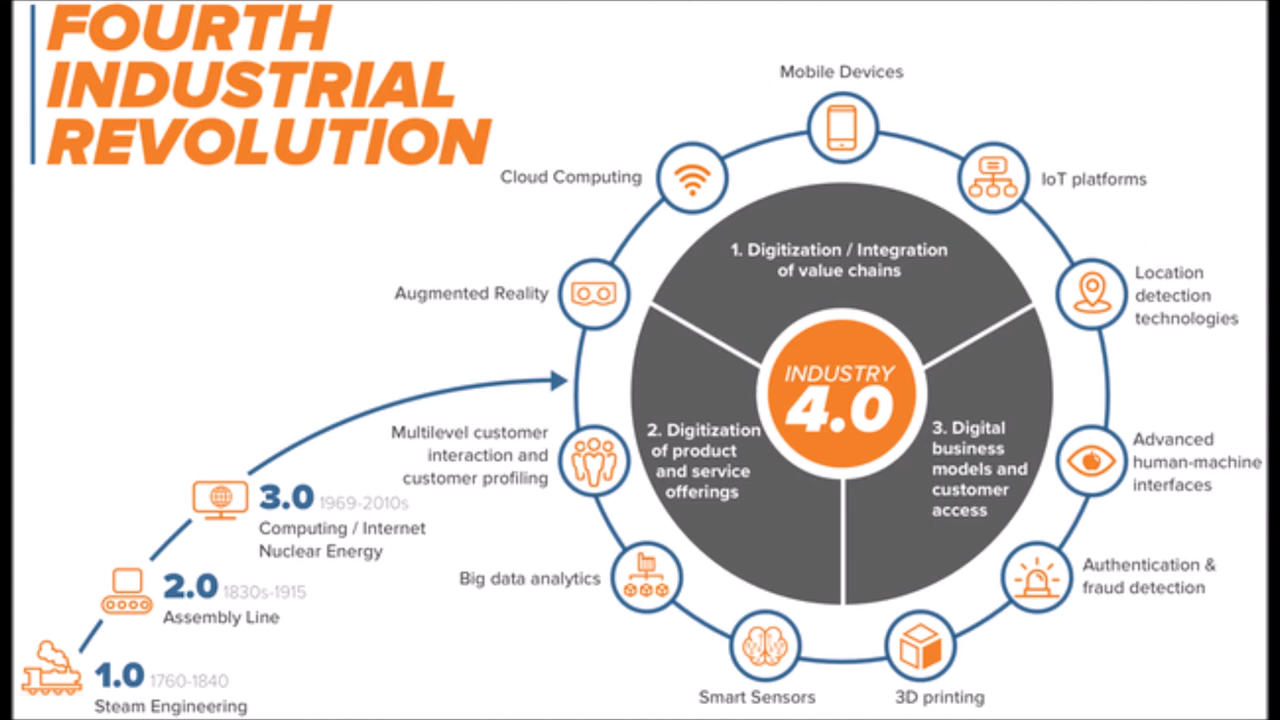 FOURTH
INDUSTRIAL
REVOLUTION
Mobile Devices
Cloud Computing
IoT platforms
Augmented Reality
Location
detection
technologies
1. Digitization / Integration
of value chains
INDUSTRY
4.0
2. Digitization
of product
and service
offerings
3. Digital
business
models and
customer
access
Multilevel customer
interaction and
customer profiling
Advanced
human-machine
interfaces
Big data analytics
Authentication &
fraud detection
Smart Sensors
3D printing
3.0 1969-2010s
Computing / Internet
Nuclear Energy
2.0 1830s-1915
Assembly Line
1.0 1760-1840
Steam Engineering